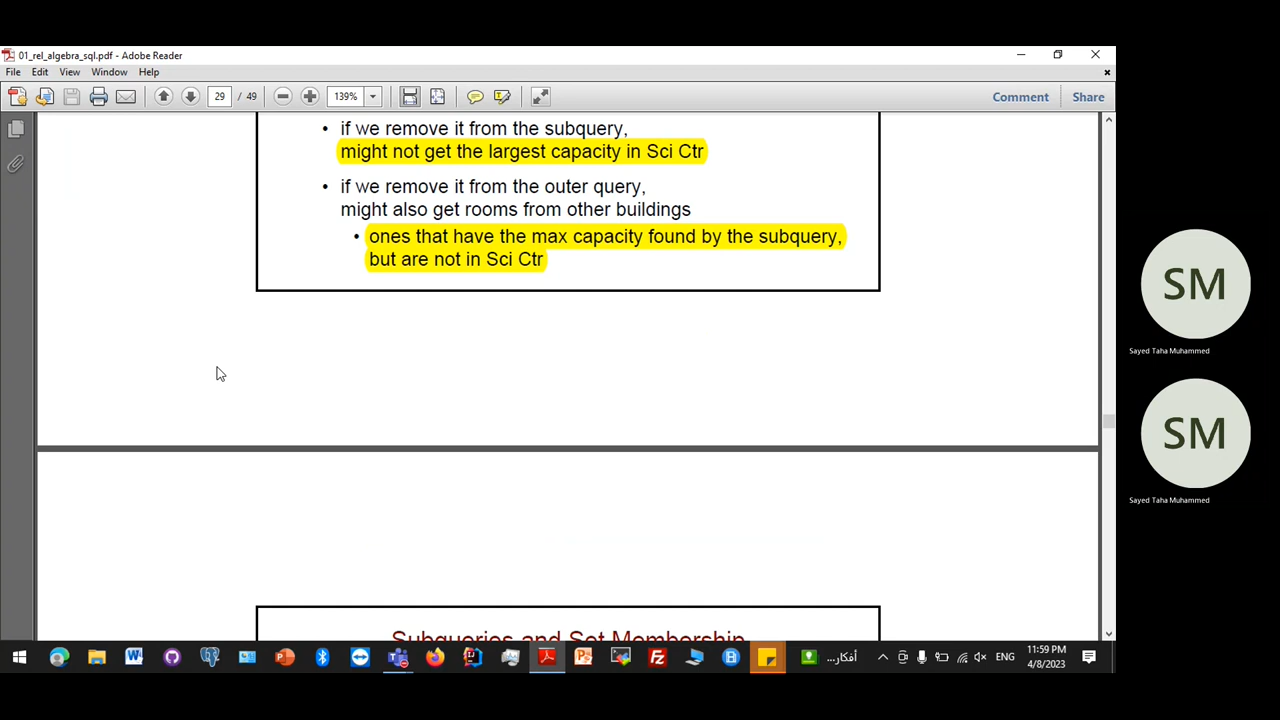 01_rel_algebra_sql.pdf - Adobe Reader
File Edit View Window Help
29 / 49 139% Comment Share
• if we remove it from the subquery,
might not get the largest capacity in Sci Ctr
• if we remove it from the outer query,
might also get rooms from other buildings
• ones that have the max capacity found by the subquery,
but are not in Sci Ctr
Subqueries and Set Membership
SM
Sayed Taha Muhammed
SM
Sayed Taha Muhammed
أفكار...
ENG
11:59 PM
4/8/2023